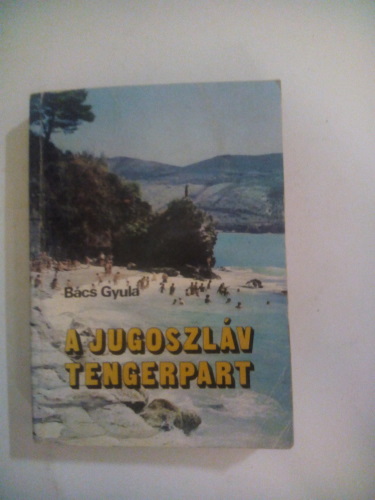 Bács Gyula
A JUGOSZLÁV
TENGERPART